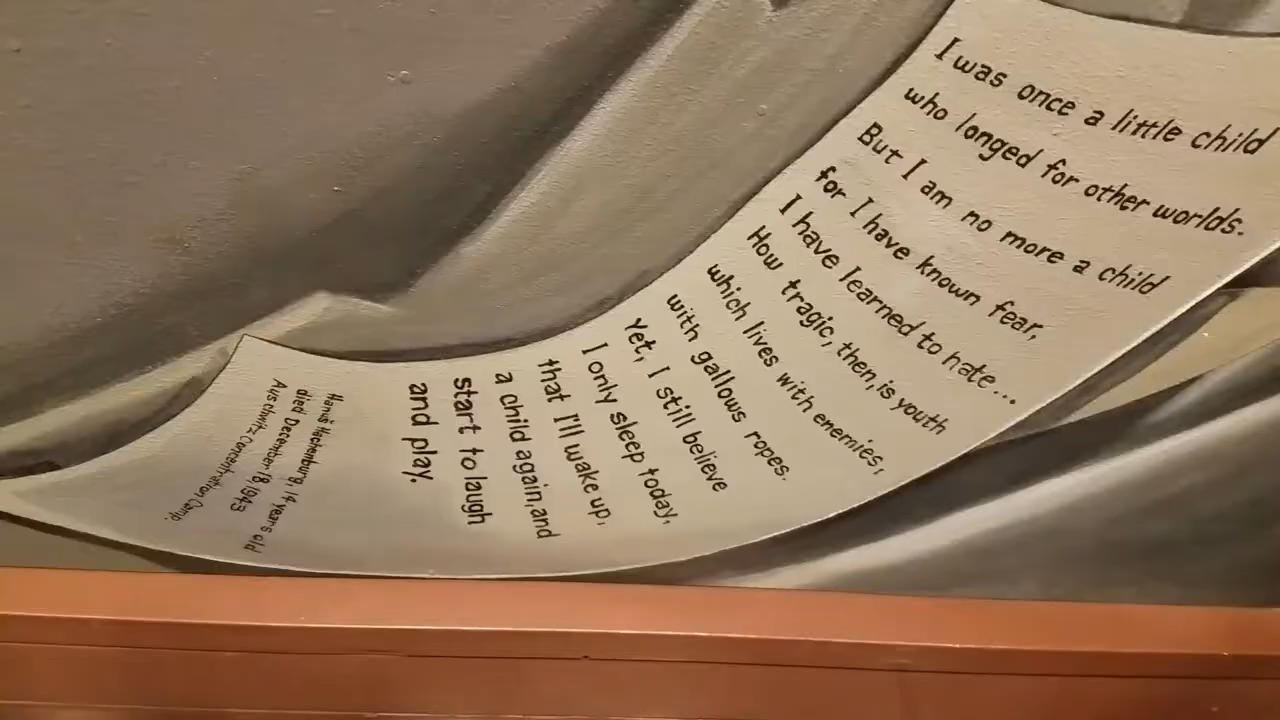 I was once a little child
who longed for other worlds.
But I am no more a child
for I have known fear,
I have learned to hate...
How tragic, then, is youth
which lives with enemies,
with gallows ropes.
Yet, I still believe
I only sleep today,
that I'll wake up,
a child again, and
start to laugh
and play.
Hanuš Hachenburg, 14 years old
died December 18, 1943
Auschwitz Concentration Camp.